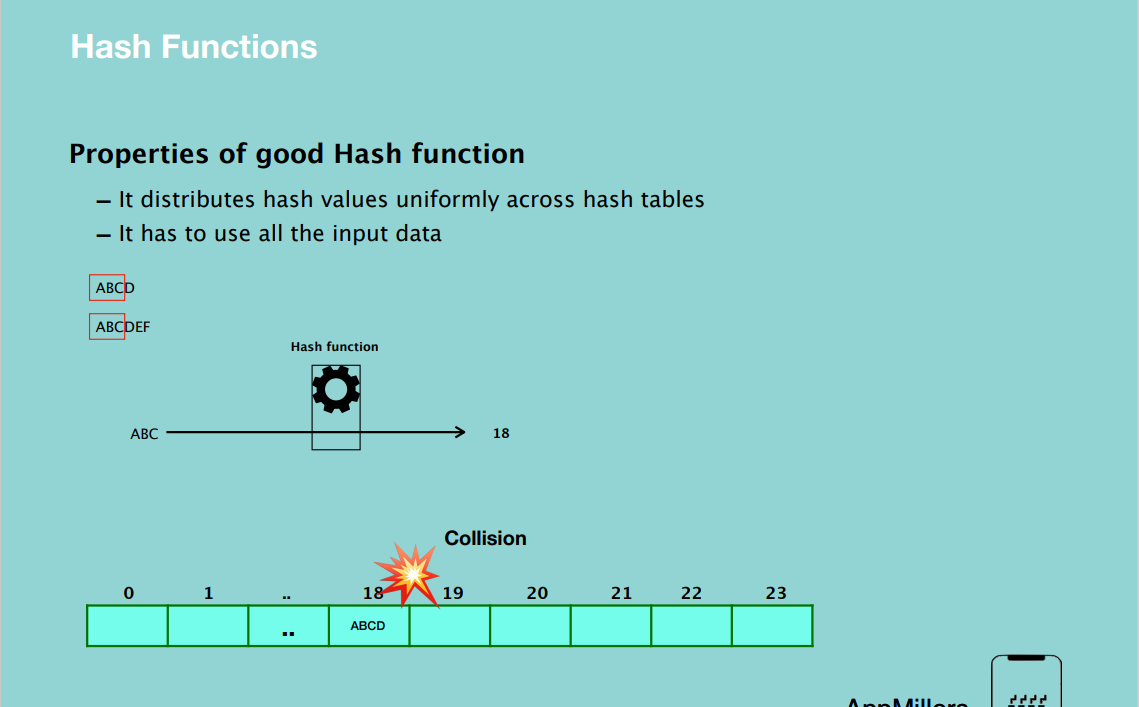 Hash Functions
Properties of good Hash function
– It distributes hash values uniformly across hash tables
– It has to use all the input data
ABCD
ABCDEF
Hash function
ABC
18
Collision
0 1 .. 18 19 20 21 22 23
.. ABCD
AppMillers